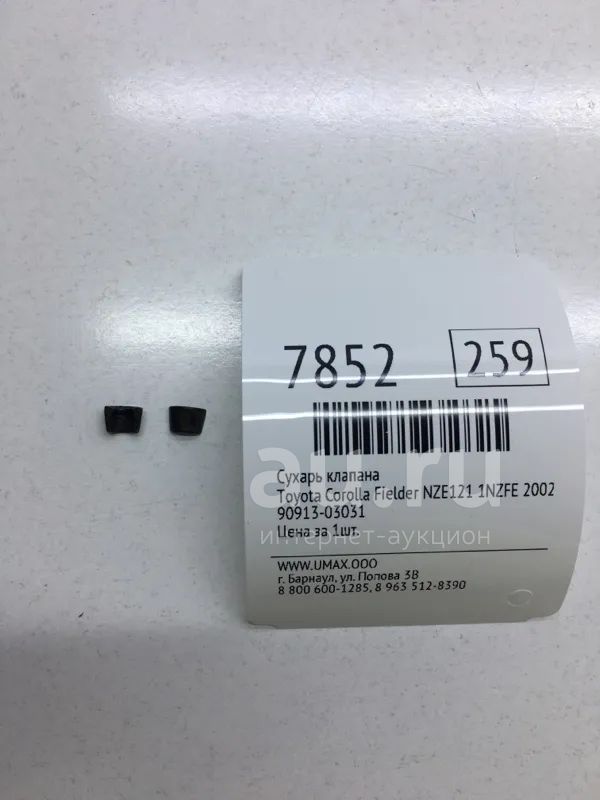 7852
259
Сухарь клапана
Toyota Corolla Fielder NZE121 1NZFE 2002
90913-03031
Цена за 1шт.
WWW.UMAX.OOO
г. Барнаул, ул. Попова 3В
8 800 600-1285, 8 963 512-8390
au.ru
интернет-аукцион